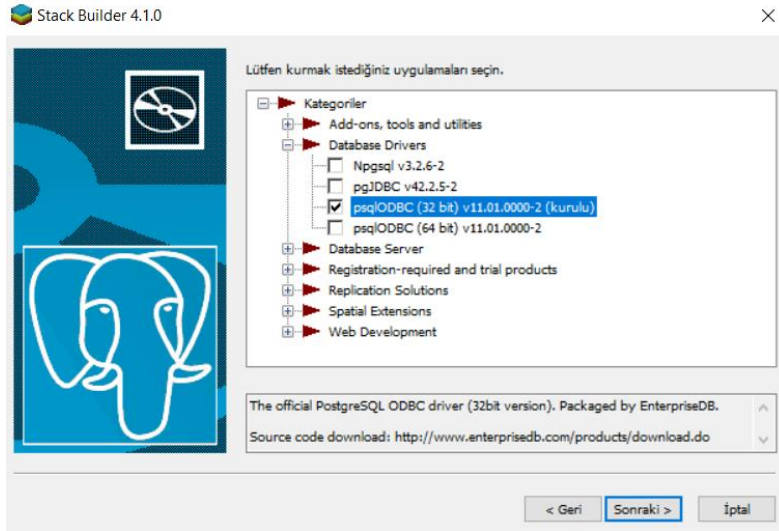 Stack Builder 4.1.0
Lütfen kurmak istediğiniz uygulamaları seçin.
Kategoriler
Add-ons, tools and utilities
Database Drivers
Npgsql v3.2.6-2
pgJDBC v42.2.5-2
psqlODBC (32 bit) v11.01.0000-2 (kurulu)
psqlODBC (64 bit) v11.01.0000-2
Database Server
Registration-required and trial products
Replication Solutions
Spatial Extensions
Web Development
The official PostgreSQL ODBC driver (32bit version). Packaged by EnterpriseDB.
Source code download: http://www.enterprisedb.com/products/download.do
< Geri
Sonraki >
İptal